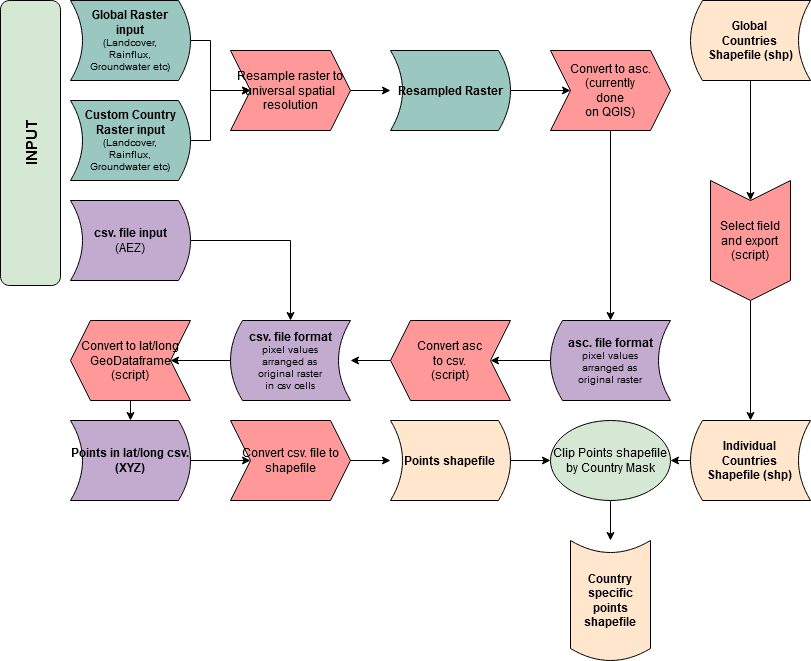 INPUT
Global Raster
input
(Landcover,
Rainflux,
Groundwater etc)
Custom Country
Raster input
(Landcover,
Rainflux,
Groundwater etc)
csv. file input
(AEZ)
Resample raster to
universal spatial
resolution
Resampled Raster
Convert to asc.
(currently
done
on QGIS)
Global
Countries
Shapefile (shp)
Select field
and export
(script)
Convert to lat/long
GeoDataframe
(script)
csv. file format
pixel values
arranged as
original raster
in csv cells
Convert asc
to csv.
(script)
asc. file format
pixel values
arranged as
original raster
Points in lat/long csv.
(XYZ)
Convert csv. file to
shapefile
Points shapefile
Clip Points shapefile
by Country Mask
Individual
Countries
Shapefile (shp)
Country
specific
points
shapefile